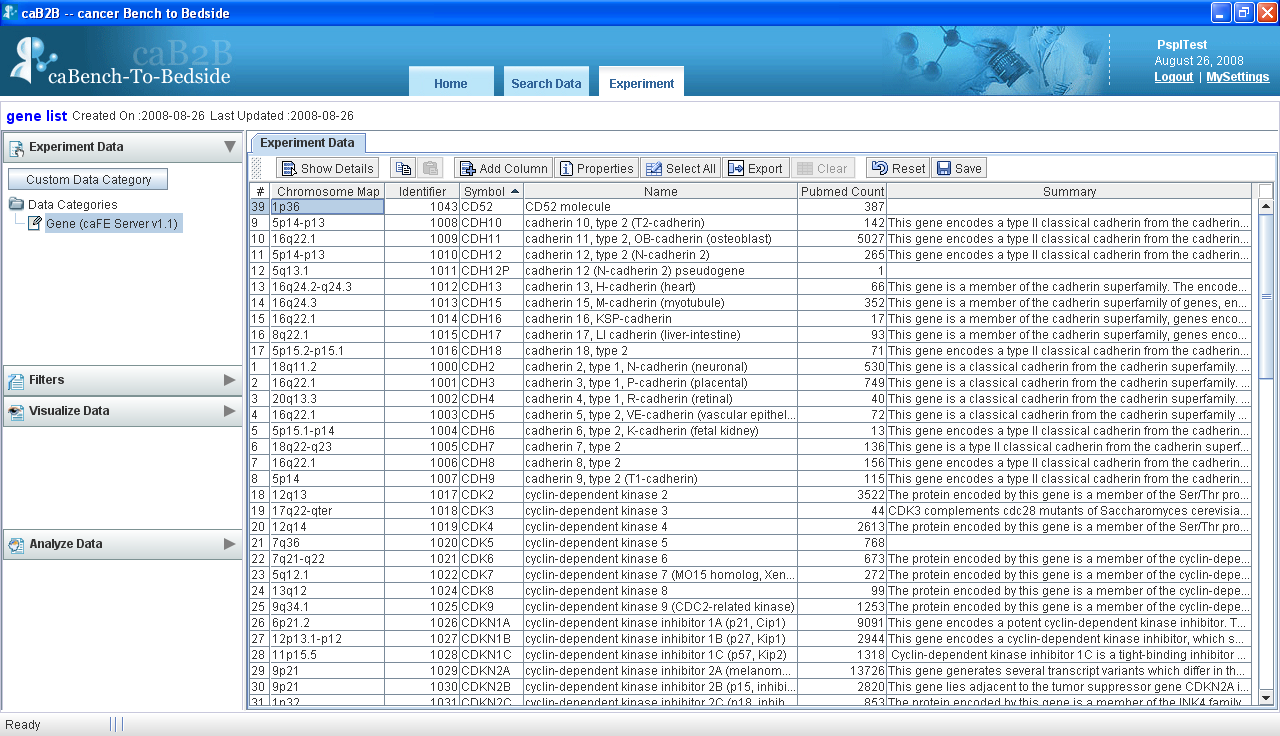 caB2B -- cancer Bench to Bedside
caB2B
caBench-To-Bedside
Home
Search Data
Experiment
PsplTest
August 26, 2008
Logout | MySettings
gene list Created On :2008-08-26 Last Updated :2008-08-26
Experiment Data
Custom Data Category
Data Categories
Gene (caFE Server v1.1)
Filters
Visualize Data
Analyze Data
Experiment Data
Show Details Add Column Properties Select All Export Clear Reset Save
# Chromosome Map Identifier Symbol Name Pubmed Count Summary
39 1p36 1043 CD52 CD52 molecule 387
9 5p14-p13 1008 CDH10 cadherin 10, type 2 (T2-cadherin) 142 This gene encodes a type II classical cadherin from the cadherin...
10 16q22.1 1009 CDH11 cadherin 11, type 2, OB-cadherin (osteoblast) 5027 This gene encodes a type II classical cadherin from the cadherin...
11 5p14-p13 1010 CDH12 cadherin 12, type 2 (N-cadherin 2) 265 This gene encodes a type II classical cadherin from the cadherin...
12 5q13.1 1011 CDH12P cadherin 12 (N-cadherin 2) pseudogene 1
13 16q24.2-q24.3 1012 CDH13 cadherin 13, H-cadherin (heart) 66 This gene is a member of the cadherin superfamily. The encode...
14 16q24.3 1013 CDH15 cadherin 15, M-cadherin (myotubule) 352 This gene is a member of the cadherin superfamily of genes, en...
15 16q22.1 1014 CDH16 cadherin 16, KSP-cadherin 17 This gene is a member of the cadherin superfamily, genes enco...
16 8q22.1 1015 CDH17 cadherin 17, LI cadherin (liver-intestine) 93 This gene is a member of the cadherin superfamily, genes enco...
17 5p15.2-p15.1 1016 CDH18 cadherin 18, type 2 71 This gene encodes a type II classical cadherin from the cadherin...
1 18q11.2 1000 CDH2 cadherin 2, type 1, N-cadherin (neuronal) 530 This gene is a classical cadherin from the cadherin superfamily. ...
2 16q22.1 1001 CDH3 cadherin 3, type 1, P-cadherin (placental) 749 This gene is a classical cadherin from the cadherin superfamily. ...
3 20q13.3 1002 CDH4 cadherin 4, type 1, R-cadherin (retinal) 40 This gene is a classical cadherin from the cadherin superfamily. ...
4 16q22.1 1003 CDH5 cadherin 5, type 2, VE-cadherin (vascular epithel... 72 This gene is a classical cadherin from the cadherin superfamily. ...
5 5p15.1-p14 1004 CDH6 cadherin 6, type 2, K-cadherin (fetal kidney) 13 This gene encodes a type II classical cadherin from the cadherin...
6 18q22-q23 1005 CDH7 cadherin 7, type 2 136 This gene is a type II classical cadherin from the cadherin superf...
7 16q22.1 1006 CDH8 cadherin 8, type 2 156 This gene encodes a type II classical cadherin from the cadherin...
8 5p14 1007 CDH9 cadherin 9, type 2 (T1-cadherin) 115 This gene encodes a type II classical cadherin from the cadherin...
18 12q13 1017 CDK2 cyclin-dependent kinase 2 3522 The protein encoded by this gene is a member of the Ser/Thr pro...
19 17q22-qter 1018 CDK3 cyclin-dependent kinase 3 44 CDK3 complements cdc28 mutants of Saccharomyces cerevisia...
20 12q14 1019 CDK4 cyclin-dependent kinase 4 2613 The protein encoded by this gene is a member of the Ser/Thr pro...
21 7q36 1020 CDK5 cyclin-dependent kinase 5 768
22 7q21-q22 1021 CDK6 cyclin-dependent kinase 6 673 The protein encoded by this gene is a member of the cyclin-depe...
23 5q12.1 1022 CDK7 cyclin-dependent kinase 7 (MO15 homolog, Xen... 272 The protein encoded by this gene is a member of the cyclin-depe...
24 13q12 1024 CDK8 cyclin-dependent kinase 8 99 The protein encoded by this gene is a member of the cyclin-depe...
25 9q34.1 1025 CDK9 cyclin-dependent kinase 9 (CDC2-related kinase) 1253 The protein encoded by this gene is a member of the cyclin-depe...
26 6p21.2 1026 CDKN1A cyclin-dependent kinase inhibitor 1A (p21, Cip1) 9091 This gene encodes a potent cyclin-dependent kinase inhibitor. T...
27 12p13.1-p12 1027 CDKN1B cyclin-dependent kinase inhibitor 1B (p27, Kip1) 2944 This gene encodes a cyclin-dependent kinase inhibitor, which s...
28 11p15.5 1028 CDKN1C cyclin-dependent kinase inhibitor 1C (p57, Kip2) 1318 Cyclin-dependent kinase inhibitor 1C is a tight-binding inhibitor ...
29 9p21 1029 CDKN2A cyclin-dependent kinase inhibitor 2A (melanom... 13726 This gene generates several transcript variants which differ in th...
30 9p21 1030 CDKN2B cyclin-dependent kinase inhibitor 2B (p15, inhibi... 2820 This gene lies adjacent to the tumor suppressor gene CDKN2A i...
31 1p32 1031 CDKN2C cyclin-dependent kinase inhibitor 2C (p18, inhib... 853 The protein encoded by this gene is a member of the INK4 family...
Ready